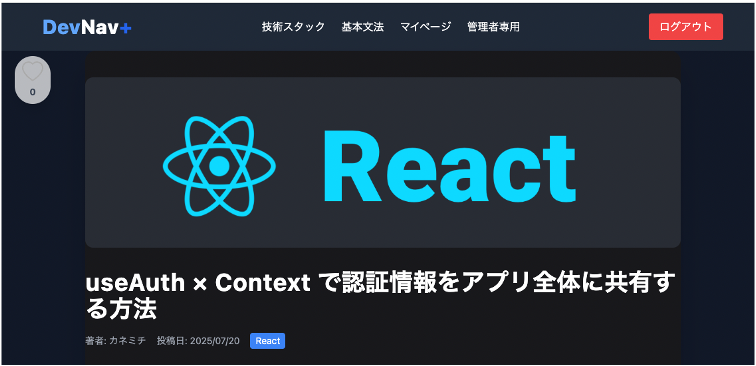 DevNav+ 技術スタック 基本文法 マイページ 管理者専用 ログアウト
0
React
useAuth × Context で認証情報をアプリ全体に共有す
る方法
著者: カネミチ 投稿日: 2025/07/20 React